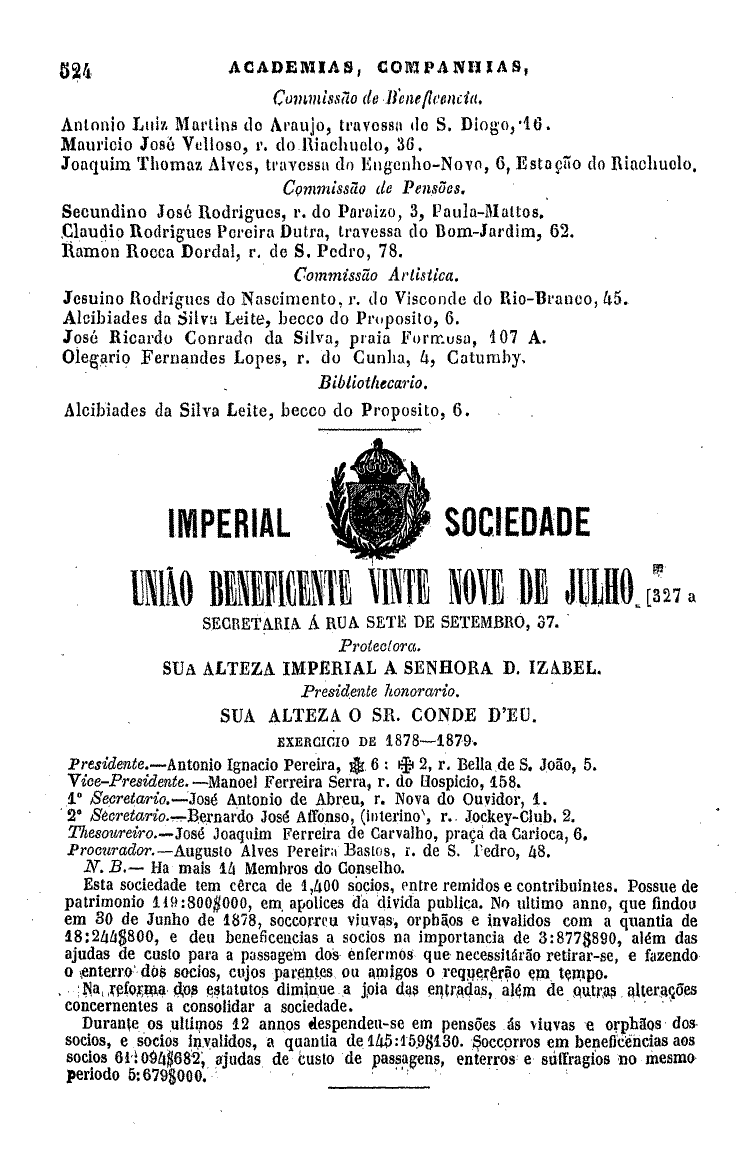 524 ACADEMIAS, COMPANHIAS,
Commissão de Beneficencia.
Antonio Luiz Martins de Araujo, travessa de S. Diogo, 16.
Mauricio José Velloso, r. do Riachuelo, 36.
Joaquim Thomaz Alves, travessa do Engenho-Novo, 6, Estação do Riachuelo.
Commissão de Pensões.
Secundino José Rodrigues, r. do Paraizo, 3, Paula-Mattos.
Claudio Rodrigues Pereira Dutra, travessa do Bom-Jardim, 62.
Ramon Rocca Dordal, r. de S. Pedro, 78.
Commissão Artistica.
Jesuino Rodrigues do Nascimento, r. do Visconde do Rio-Branco, 45.
Alcibiades da Silva Leite, becco do Proposito, 6.
José Ricardo Conrado da Silva, praia Formosa, 107 A.
Olegario Fernandes Lopes, r. do Cunha, 4, Catumby.
Bibliothecario.
Alcibiades da Silva Leite, becco do Proposito, 6.
IMPERIAL SOCIEDADE
UNIÃO BENEFICENTE VINTE NOVE DE JULHO [327 a
SECRETARIA Á RUA SETE DE SETEMBRO, 37.
Protectora.
SUA ALTEZA IMPERIAL A SENHORA D. IZABEL.
Presidente honorario.
SUA ALTEZA O SR. CONDE D'EU.
EXERCICIO DE 1878—1879.
Presidente.—Antonio Ignacio Pereira, 6 : 2, r. Bella de S. João, 5.
Vice-Presidente.—Manoel Ferreira Serra, r. do Hospicio, 158.
1º Secretario.—José Antonio de Abreu, r. Nova do Ouvidor, 1.
2º Secretario.—Bernardo José Affonso, (interino), r. Jockey-Club. 2.
Thesoureiro.—José Joaquim Ferreira de Carvalho, praça da Carioca, 6.
Procurador.—Augusto Alves Pereira Bastos, r. de S. Pedro, 48.
N. B.— Ha mais 14 Membros do Conselho.
Esta sociedade tem cêrca de 1,400 socios, entre remidos e contribuintes. Possue de
patrimonio 119:800$000, em apolices da divida publica. No ultimo anno, que findou
em 30 de Junho de 1878, soccorreu viuvas, orphãos e invalidos com a quantia de
18:244$800, e deu beneficencias a socios na importancia de 3:877$890, além das
ajudas de custo para a passagem dos enfermos que necessitárão retirar-se, e fazendo
o enterro dos socios, cujos parentes ou amigos o requerêrão em tempo.
Na reforma dos estatutos diminue a joia das entradas, além de outras alterações
concernentes a consolidar a sociedade.
Durante os ultimos 12 annos despendeu-se em pensões ás viuvas e orphãos dos
socios, e socios invalidos, a quantia de 145:159$130. Soccorros em beneficencias aos
socios 61:094$682, ajudas de custo de passagens, enterros e suffragios no mesmo
periodo 5:679$000.